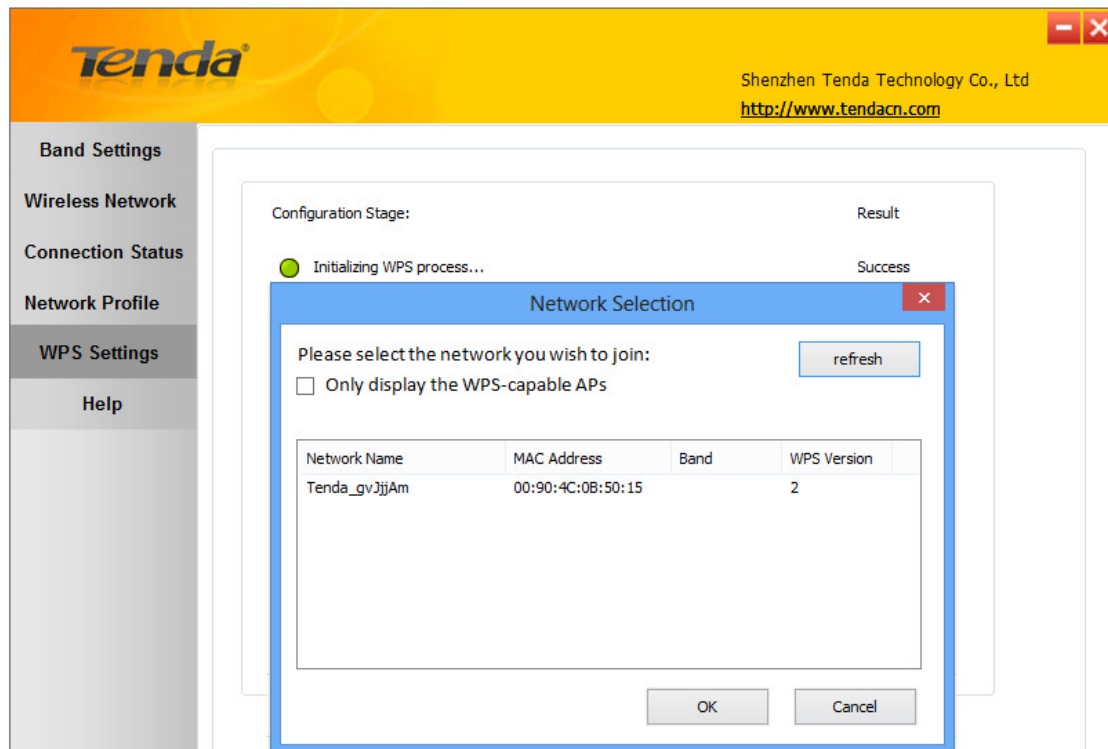 Tenda®
Shenzhen Tenda Technology Co., Ltd
http://www.tendacn.com
Band Settings
Wireless Network
Connection Status
Network Profile
WPS Settings
Help
Configuration Stage: Result
Initializing WPS process... Success
Network Selection
Please select the network you wish to join:
refresh
Only display the WPS-capable APs
Network Name MAC Address Band WPS Version
Tenda_gvJjjAm 00:90:4C:0B:50:15 2
OK Cancel